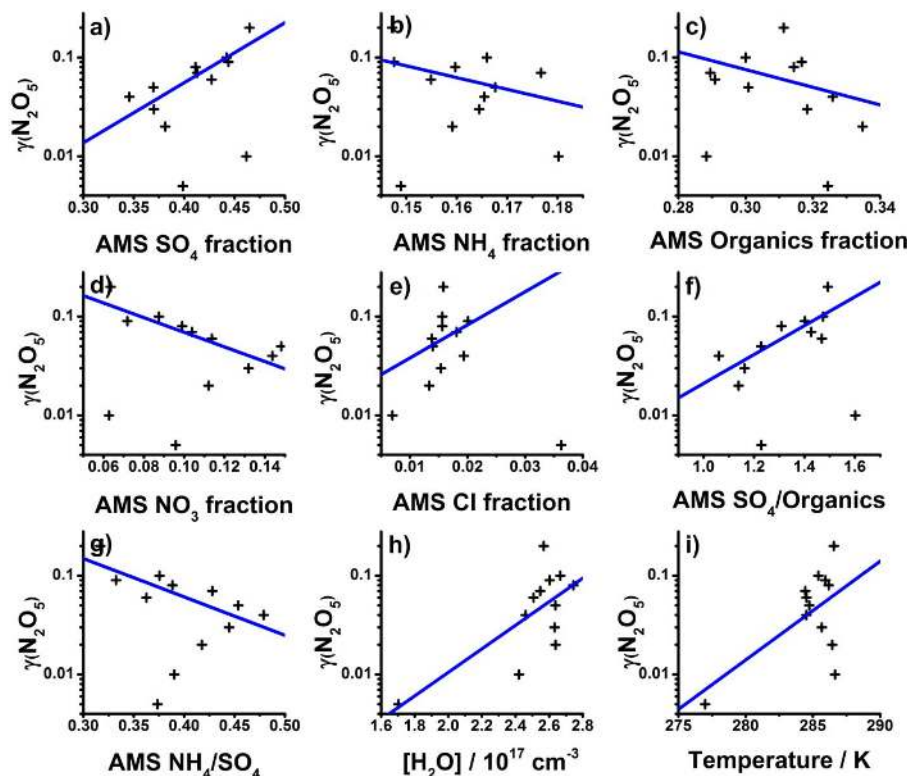 a) b) c)
γ(N₂O₅) γ(N₂O₅) γ(N₂O₅)
0.1 0.1 0.1
0.01 0.01 0.01
0.30 0.35 0.40 0.45 0.50 0.15 0.16 0.17 0.18 0.28 0.30 0.32 0.34
AMS SO₄ fraction AMS NH₄ fraction AMS Organics fraction
d) e) f)
γ(N₂O₅) γ(N₂O₅) γ(N₂O₅)
0.1 0.1 0.1
0.01 0.01 0.01
0.06 0.08 0.10 0.12 0.14 0.01 0.02 0.03 0.04 1.0 1.2 1.4 1.6
AMS NO₃ fraction AMS Cl fraction AMS SO₄/Organics
g) h) i)
γ(N₂O₅) γ(N₂O₅) γ(N₂O₅)
0.1 0.1 0.1
0.01 0.01 0.01
0.30 0.35 0.40 0.45 0.50 1.6 1.8 2.0 2.2 2.4 2.6 2.8 275 280 285 290
AMS NH₄/SO₄ [H₂O] / 10¹⁷ cm⁻³ Temperature / K